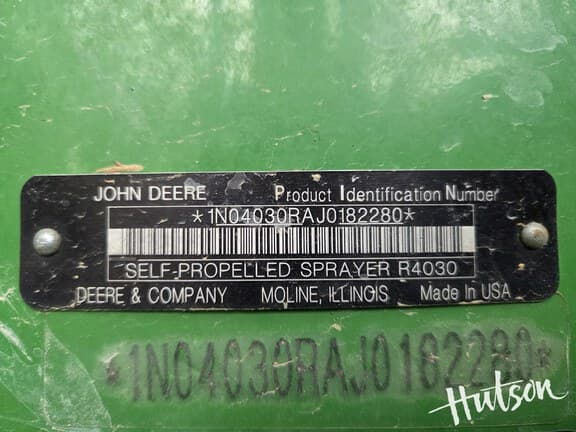 JOHN DEERE Product Identification Number
*1N04030RAJ0182280*
SELF-PROPELLED SPRAYER R4030
DEERE & COMPANY MOLINE, ILLINOIS Made In USA
*1N04030RAJ0182280*
Hutson